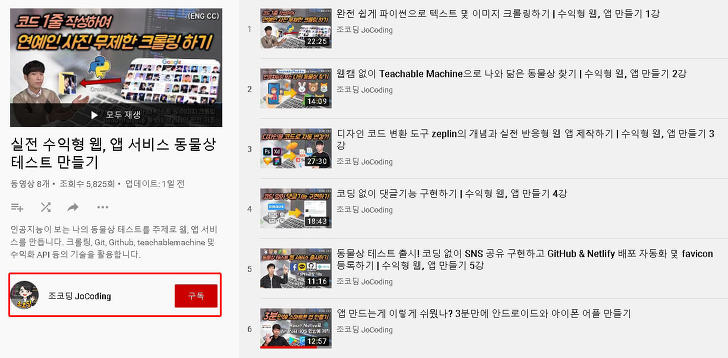 (ENG CC)
코드 1줄 작성하여
연예인 사진 무제한 크롤링 하기
모두 재생
실전 수익형 웹, 앱 서비스 동물상
테스트 만들기
동영상 8개 • 조회수 5,825회 • 업데이트: 1일 전
인공지능이 보는 나의 동물상 테스트를 주제로 웹, 앱 서비
스를 만듭니다. 크롤링, Git, Github, teachablemachine 및
수익화 API 등의 기술을 활용합니다.
조코딩 JoCoding
구독
1
22:25
완전 쉽게 파이썬으로 텍스트 및 이미지 크롤링하기 | 수익형 웹, 앱 만들기 1강
조코딩 JoCoding
2
14:09
웹캠 없이 Teachable Machine으로 나와 닮은 동물상 찾기 | 수익형 웹, 앱 만들기 2강
조코딩 JoCoding
3
27:30
디자인 코드 변환 도구 zeplin의 개념과 실전 반응형 웹 앱 제작하기 | 수익형 웹, 앱 만들기 3
강
조코딩 JoCoding
4
18:43
코딩 없이 댓글기능 구현하기 | 수익형 웹, 앱 만들기 4강
조코딩 JoCoding
5
11:16
동물상 테스트 출시! 코딩 없이 SNS 공유 구현하고 GitHub & Netlify 배포 자동화 및 favicon
등록하기 | 수익형 웹, 앱 만들기 5강
조코딩 JoCoding
6
3분만에
12:57
앱 만드는게 이렇게 쉬웠나? 3분만에 안드로이드와 아이폰 어플 만들기
조코딩 JoCoding